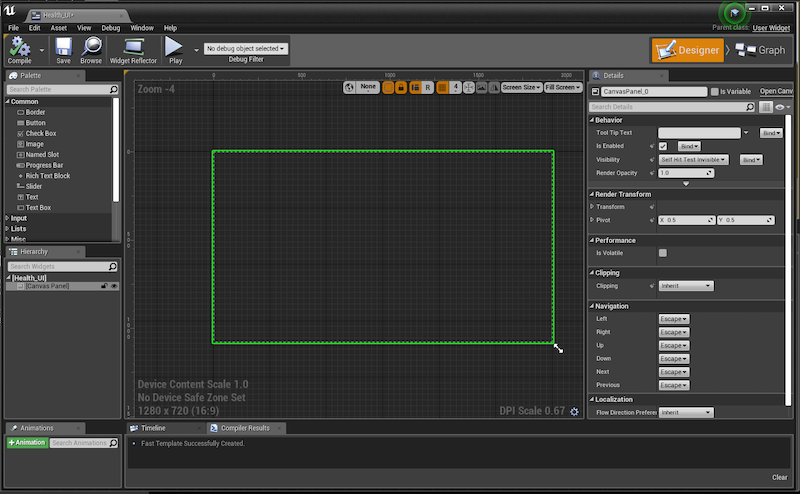 Health_UI*
File Edit Asset View Debug Window Help
Parent class: User Widget
Compile Save Browse Widget Reflector Play
No debug object selected
Debug Filter
Designer Graph
Palette
Search Palette
Common
Border
Button
Check Box
Image
Named Slot
Progress Bar
Rich Text Block
Slider
Text
Text Box
Input
Lists
Misc
Hierarchy
Search Widgets
[Health_UI]
[Canvas Panel]
Animations
+Animation Search Animations
0 500 1000 1500 2000
Zoom -4
None R 4 Screen Size Fill Screen
0
500
1000
Device Content Scale 1.0
No Device Safe Zone Set
1280 x 720 (16:9)
DPI Scale 0.67
Timeline Compiler Results
Fast Template Successfully Created.
Clear
Details
CanvasPanel_0 Is Variable Open Canv
Search Details
Behavior
Tool Tip Text Bind
Is Enabled Bind
Visibility Self Hit Test Invisible Bind
Render Opacity 1.0
Render Transform
Transform
Pivot X 0.5 Y 0.5
Performance
Is Volatile
Clipping
Clipping Inherit
Navigation
Left Escape
Right Escape
Up Escape
Down Escape
Next Escape
Previous Escape
Localization
Flow Direction Preferen Inherit